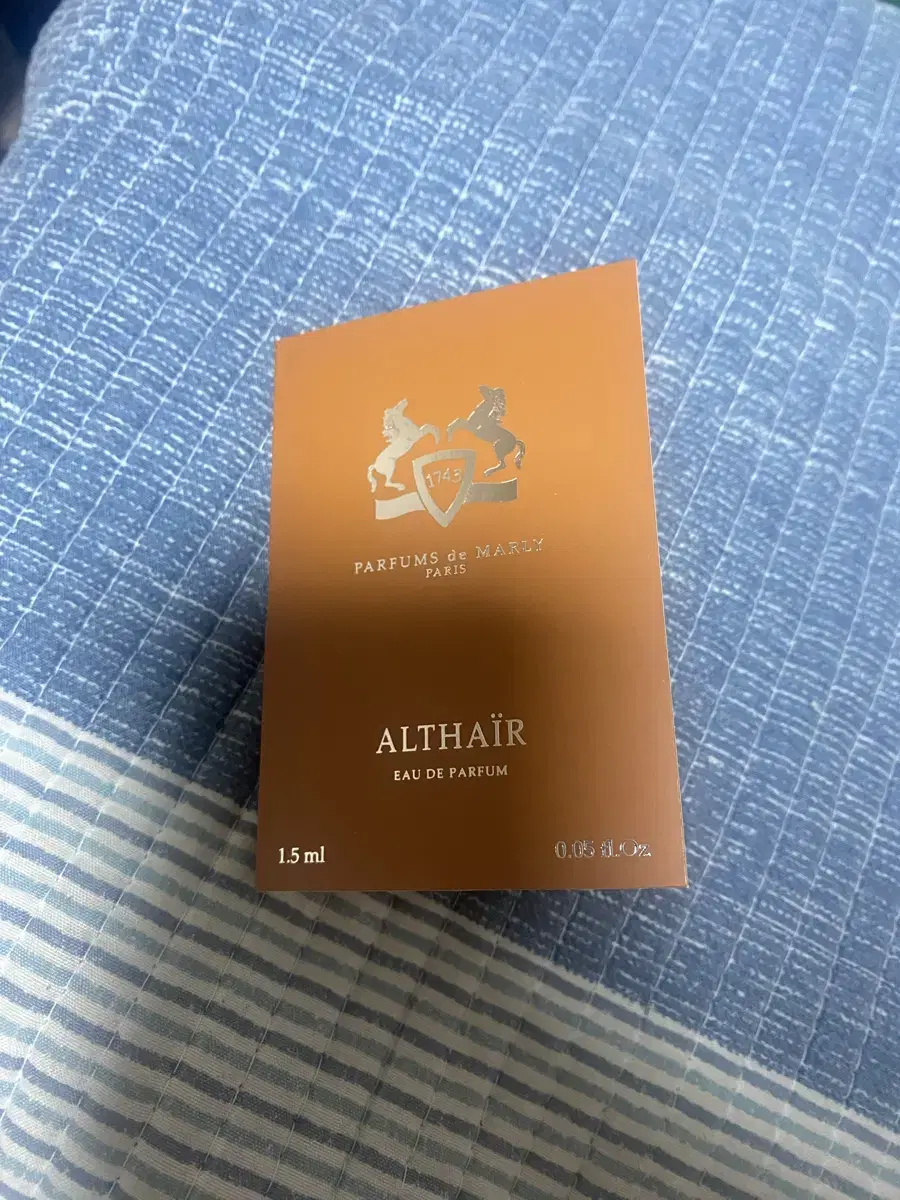 1743
PARFUMS de MARLY
PARIS
ALTHAÏR
EAU DE PARFUM
1.5 ml 0.05 fl.Oz